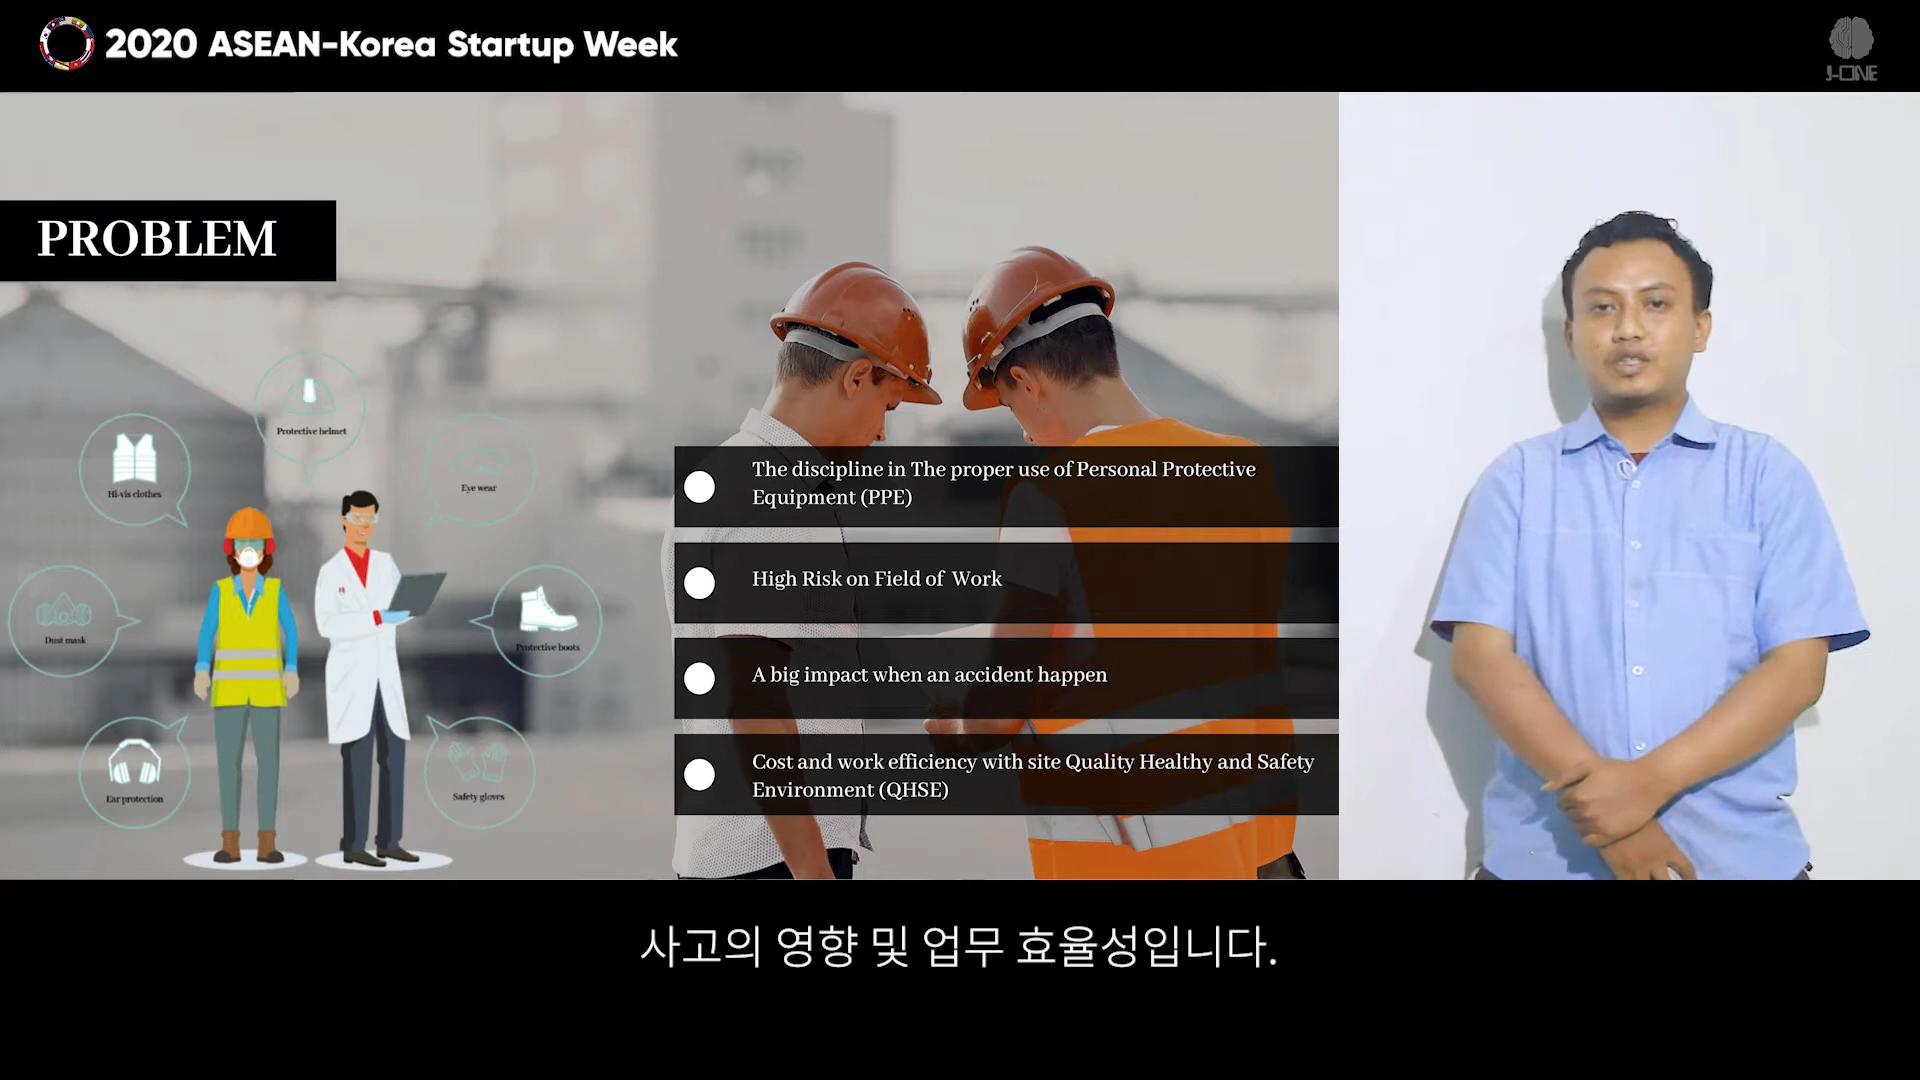 2020 ASEAN-Korea Startup Week
J-ONE
PROBLEM
Protective helmet
Hi-vis clothes
Eye wear
Dust mask
Protective boots
Ear protection
Safety gloves
The discipline in The proper use of Personal Protective
Equipment (PPE)
High Risk on Field of Work
A big impact when an accident happen
Cost and work efficiency with site Quality Healthy and Safety
Environment (QHSE)
사고의 영향 및 업무 효율성입니다.